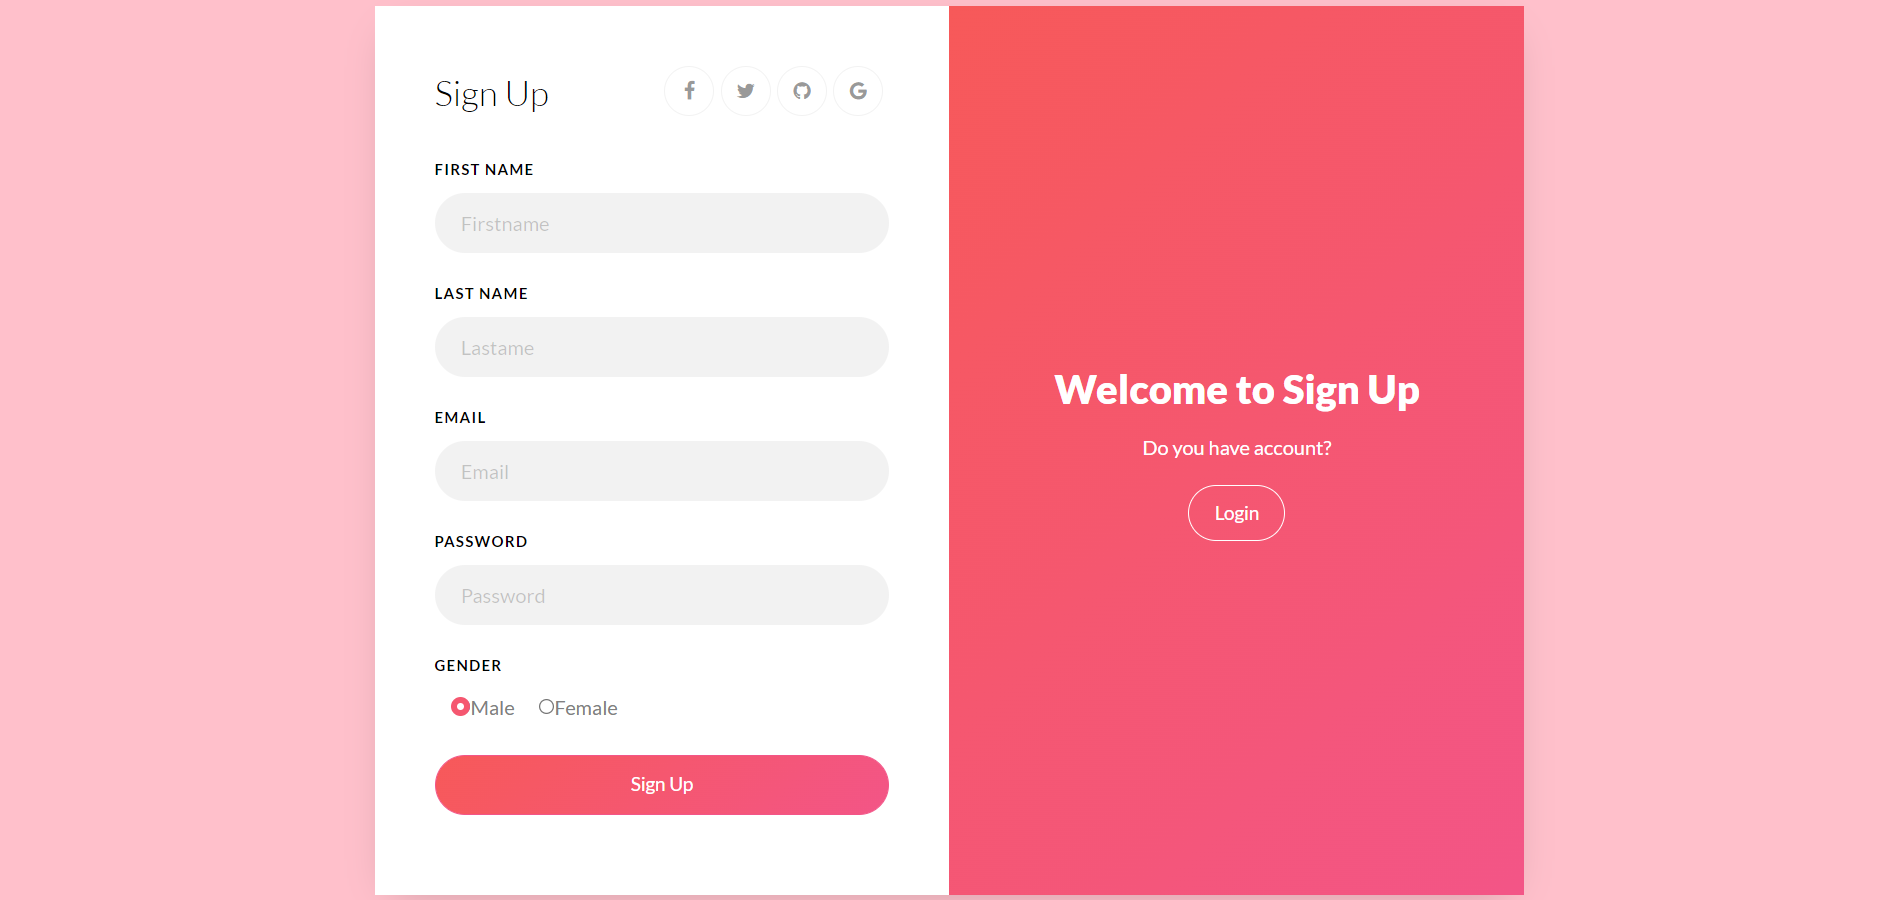 Sign Up
FIRST NAME
Firstname
LAST NAME
Lastame
EMAIL
Email
PASSWORD
Password
GENDER
Male Female
Sign Up
Welcome to Sign Up
Do you have account?
Login